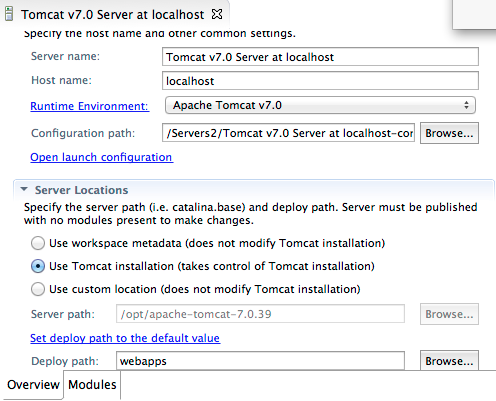 Tomcat v7.0 Server at localhost
Specify the host name and other common settings.
Server name: Tomcat v7.0 Server at localhost
Host name: localhost
Runtime Environment: Apache Tomcat v7.0
Configuration path: /Servers2/Tomcat v7.0 Server at localhost-cor Browse...
Open launch configuration
Server Locations
Specify the server path (i.e. catalina.base) and deploy path. Server must be published
with no modules present to make changes.
Use workspace metadata (does not modify Tomcat installation)
Use Tomcat installation (takes control of Tomcat installation)
Use custom location (does not modify Tomcat installation)
Server path: /opt/apache-tomcat-7.0.39 Browse...
Set deploy path to the default value
Deploy path: webapps Browse...
Overview Modules